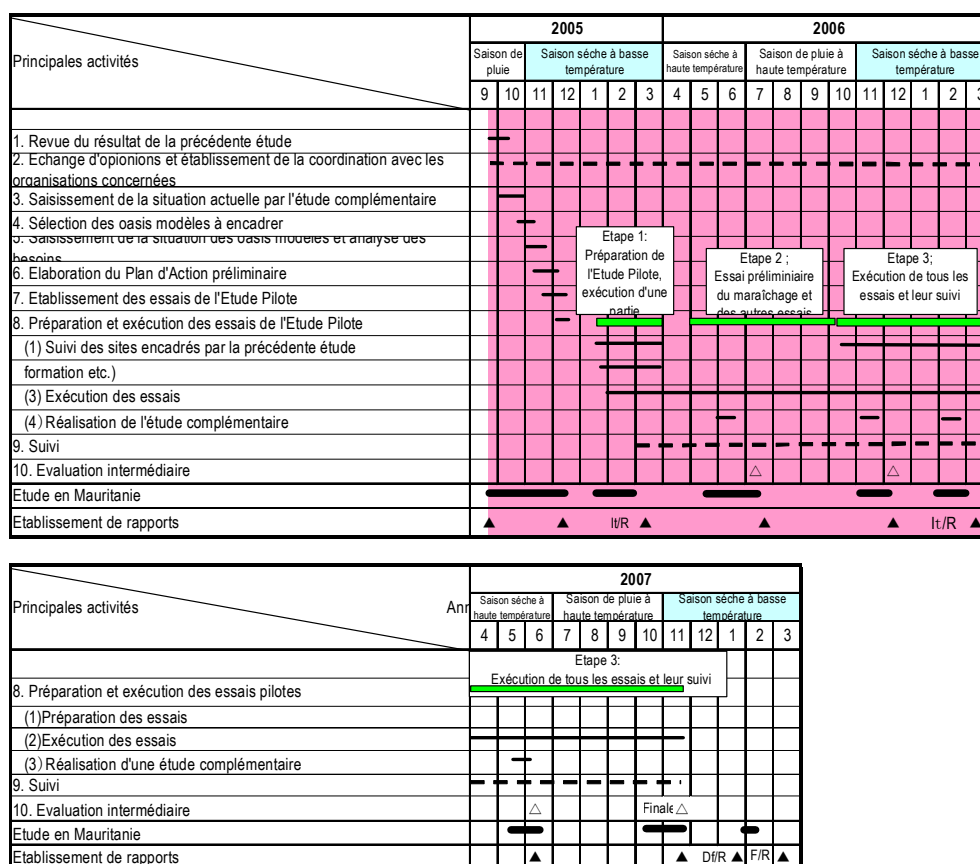 2005 2006
Saison de Saison séche à basse Saison séche à Saison de pluie à Saison séche à basse
Principales activités
pluie température haute température haute température température
9 10 11 12 1 2 3 4 5 6 7 8 9 10 11 12 1 2 3
1. Revue du résultat de la précédente étude
2. Echange d'opionions et établissement de la coordination avec les
organisations concernées
3. Saisissement de la situation actuelle par l'étude complémentaire
4. Sélection des oasis modèles à encadrer
5. Saisissement de la situation des oasis modèles et analyse des
besoins
6. Elaboration du Plan d'Action préliminaire
7. Etablissement des essais de l'Etude Pilote
8. Préparation et exécution des essais de l'Etude Pilote
Etape 1:
Préparation de
l'Etude Pilote,
exécution d'une
partie
Etape 2 ;
Essai préliminiaire
du maraîchage et
des autres essais
Etape 3;
Exécution de tous les
essais et leur suivi
(1) Suivi des sites encadrés par la précédente étude
formation etc.)
(3) Exécution des essais
(4) Réalisation de l'étude complémentaire
9. Suivi
10. Evaluation intermédiaire △ △
Etude en Mauritanie
Etablissement de rapports ▲ ▲ It/R ▲ ▲ ▲ It/R ▲
2007
Saison séche à Saison de pluie à Saison séche à basse
Principales activités Ann
haute température haute température température
4 5 6 7 8 9 10 11 12 1 2 3
Etape 3:
Exécution de tous les essais et leur suivi
8. Préparation et exécution des essais pilotes
(1)Préparation des essais
(2)Exécution des essais
(3) Réalisation d'une étude complémentaire
9. Suivi
10. Evaluation intermédiaire △ Finale △
Etude en Mauritanie
Etablissement de rapports ▲ ▲ Df/R ▲ F/R ▲